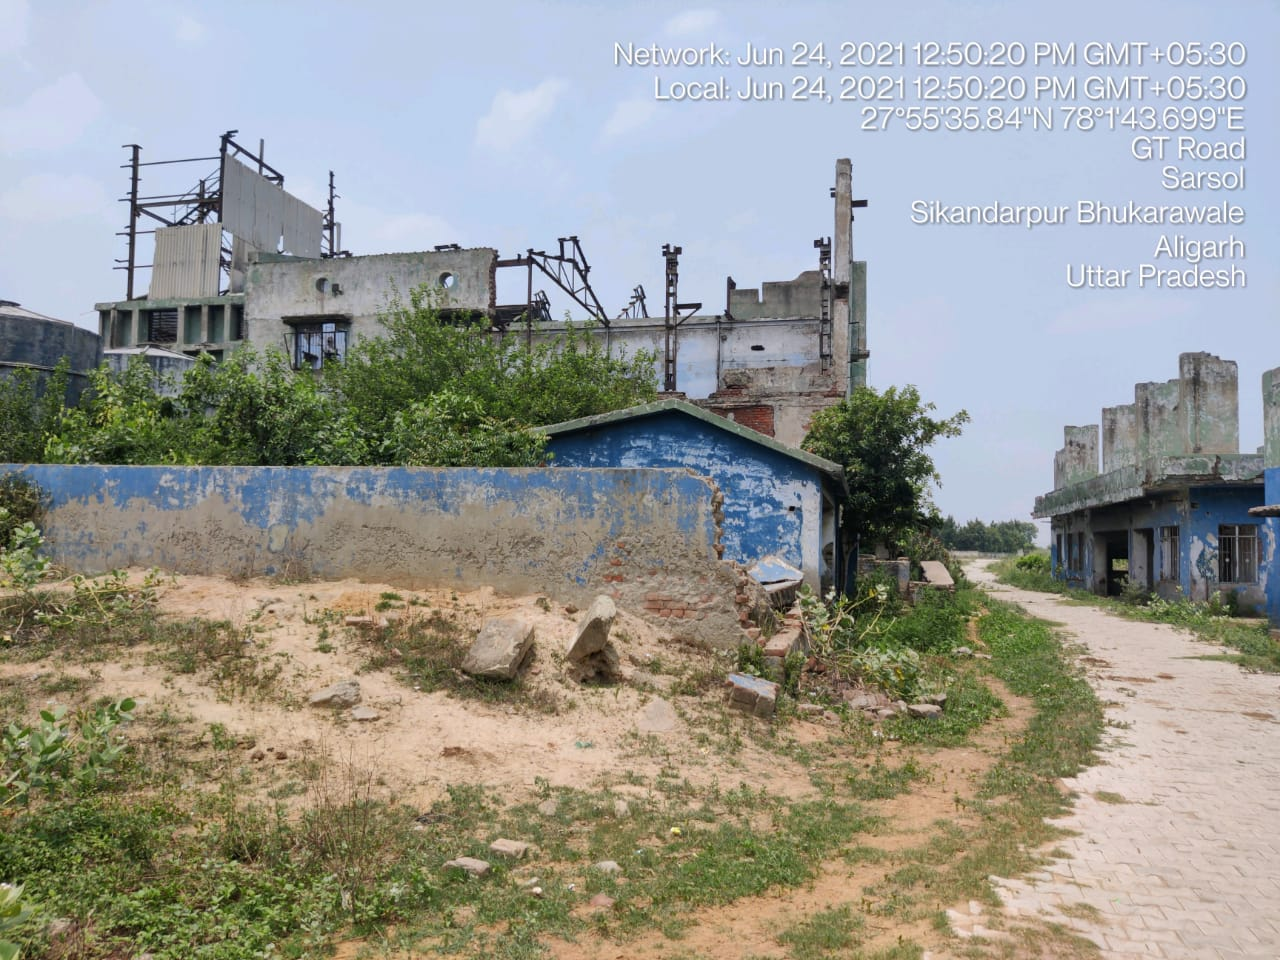 Network: Jun 24, 2021 12:50:20 PM GMT+05:30
Local: Jun 24, 2021 12:50:20 PM GMT+05:30
27°55'35.84"N 78°1'43.699"E
GT Road
Sarsol
Sikandarpur Bhukarawale
Aligarh
Uttar Pradesh